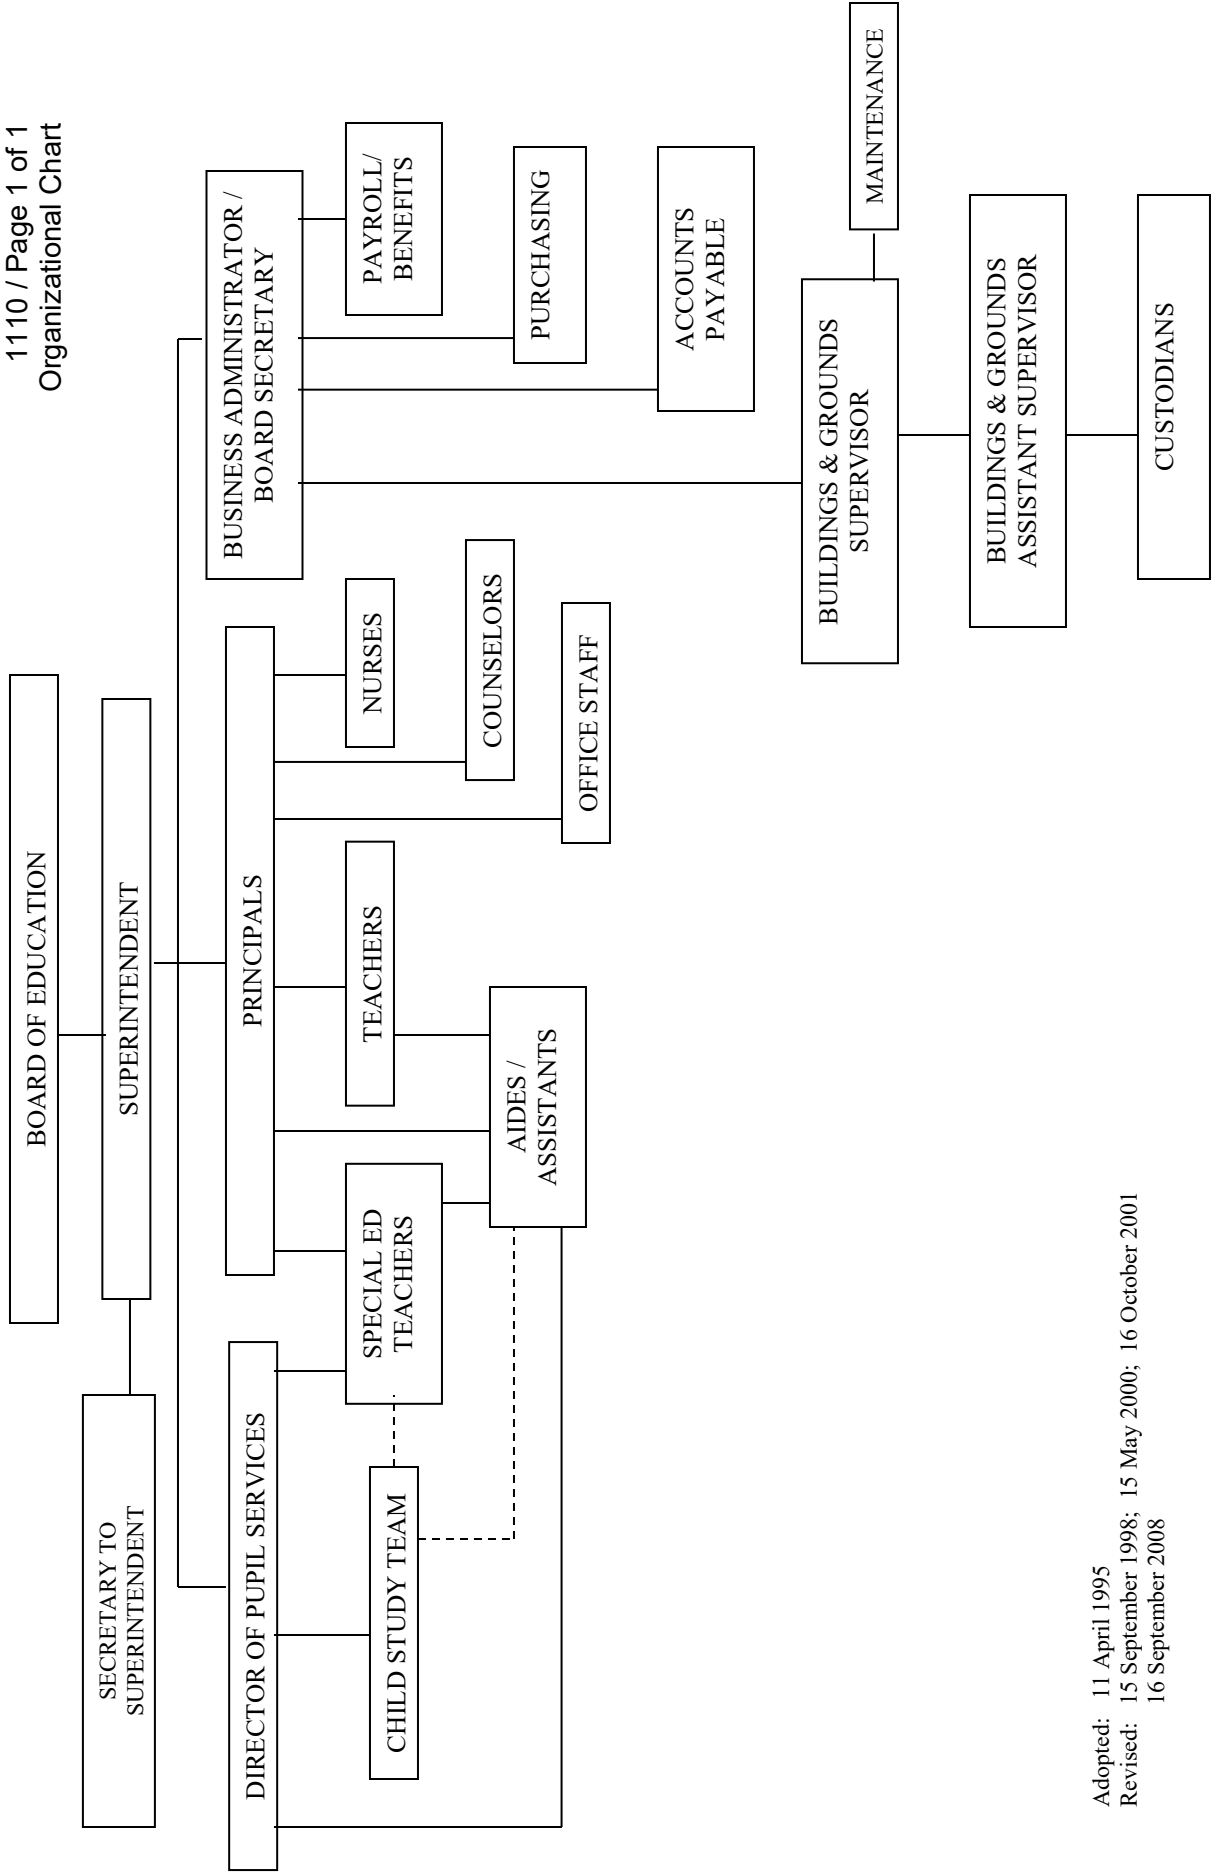 1110 / Page 1 of 1
Organizational Chart
BOARD OF EDUCATION
SECRETARY TO
SUPERINTENDENT
SUPERINTENDENT
DIRECTOR OF PUPIL SERVICES
PRINCIPALS
BUSINESS ADMINISTRATOR /
BOARD SECRETARY
CHILD STUDY TEAM
SPECIAL ED
TEACHERS
TEACHERS
NURSES
PAYROLL/
BENEFITS
AIDES /
ASSISTANTS
COUNSELORS
PURCHASING
OFFICE STAFF
ACCOUNTS
PAYABLE
BUILDINGS & GROUNDS
SUPERVISOR
MAINTENANCE
BUILDINGS & GROUNDS
ASSISTANT SUPERVISOR
CUSTODIANS
Adopted: 11 April 1995
Revised: 15 September 1998; 15 May 2000; 16 October 2001
16 September 2008